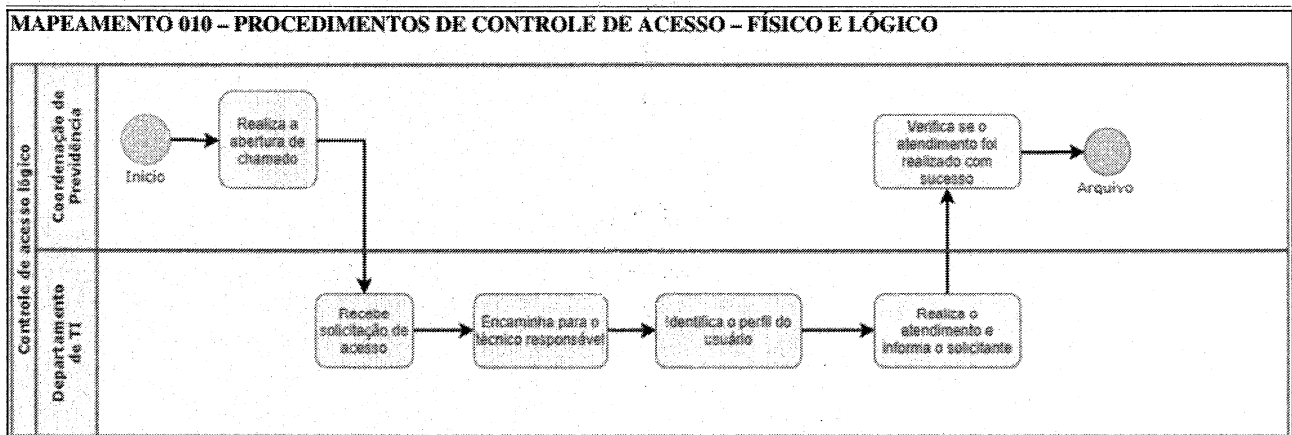 MAPEAMENTO 010 – PROCEDIMENTOS DE CONTROLE DE ACESSO – FÍSICO E LÓGICO
Controle de acesso lógico
Coordenação de
Previdência
Início
Realiza a
abertura de
chamado
Verifica se o
atendimento foi
realizado com
sucesso
Arquivo
Departamento
de TI
Recebe
solicitação de
acesso
Encaminha para o
técnico responsável
Identifica o perfil do
usuário
Realiza o
atendimento e
informa o solicitante